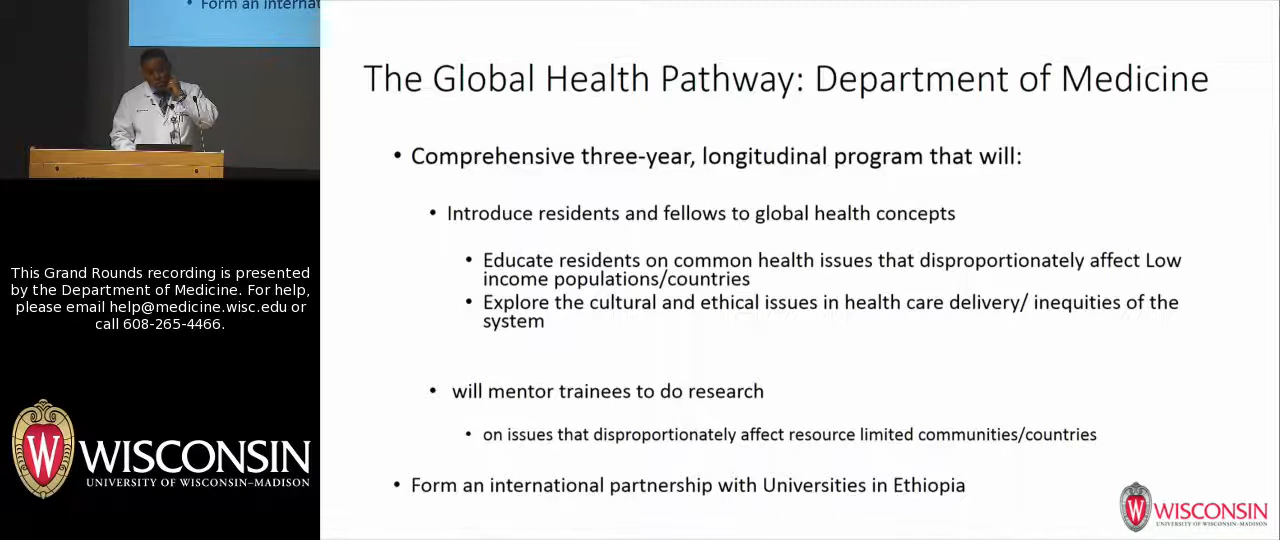 • Form an internat
This Grand Rounds recording is presented
by the Department of Medicine. For help,
please email help@medicine.wisc.edu or
call 608-265-4466.
W WISCONSIN
UNIVERSITY OF WISCONSIN–MADISON
The Global Health Pathway: Department of Medicine
• Comprehensive three-year, longitudinal program that will:
• Introduce residents and fellows to global health concepts
• Educate residents on common health issues that disproportionately affect Low
income populations/countries
• Explore the cultural and ethical issues in health care delivery/ inequities of the
system
• will mentor trainees to do research
• on issues that disproportionately affect resource limited communities/countries
• Form an international partnership with Universities in Ethiopia
W WISCONSIN
UNIVERSITY OF WISCONSIN–MADISON